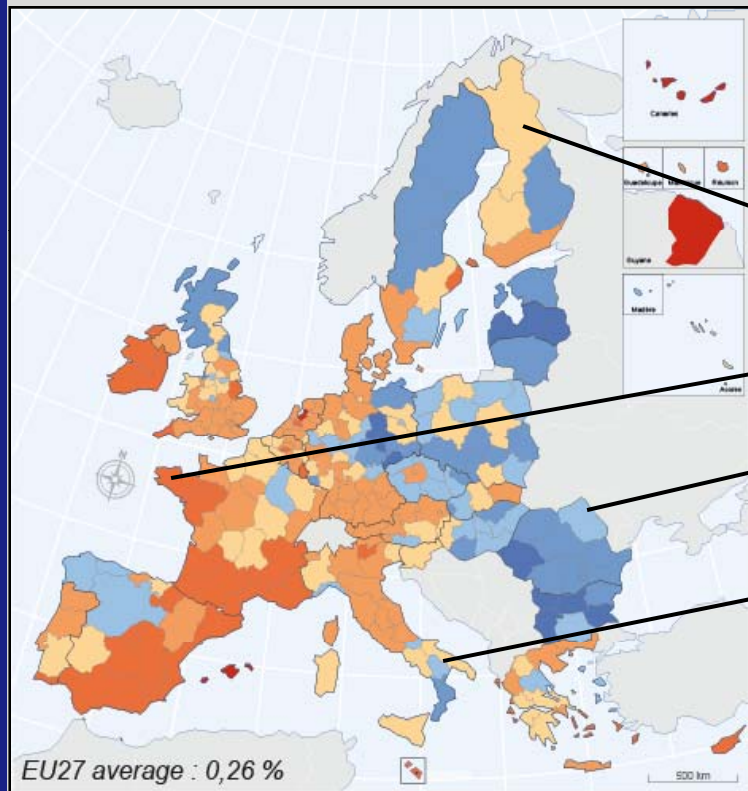 Canarias
Guadeloupe
Martinique
Réunion
Guyane
Madeira
Açores
N
EU27 average : 0,26 %
500 km